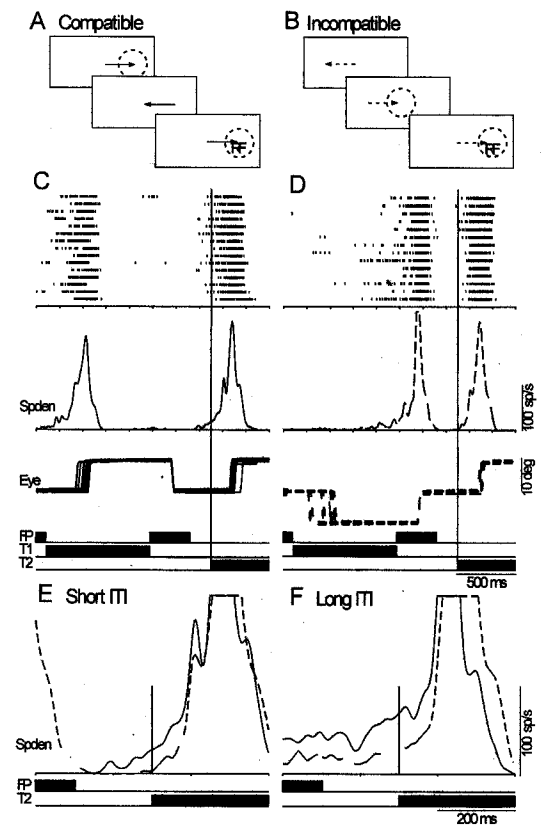 A Compatible
B Incompatible
RF
RF
C
D
Spden
100 sp/s
Eye
10 deg
FP
T1
T2
500 ms
E Short ITI
F Long ITI
Spden
100 sp/s
FP
T2
200 ms